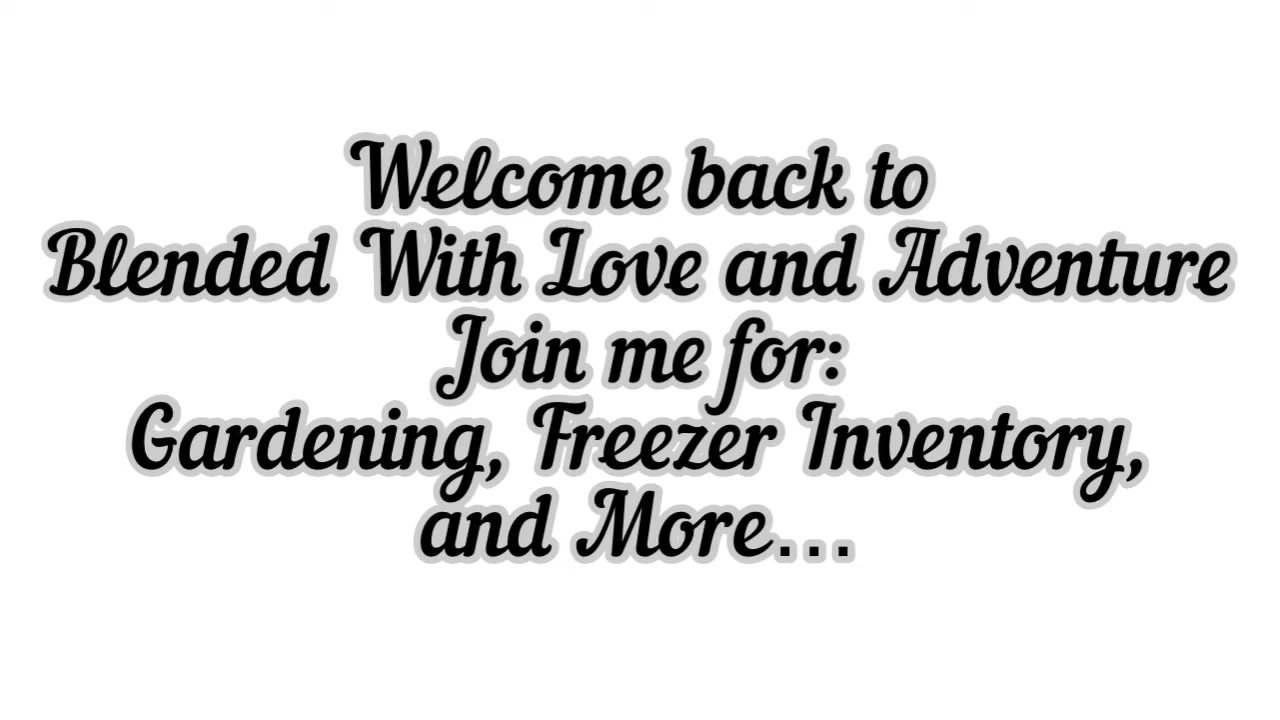 Welcome back to
Blended With Love and Adventure
Join me for:
Gardening, Freezer Inventory,
and More...